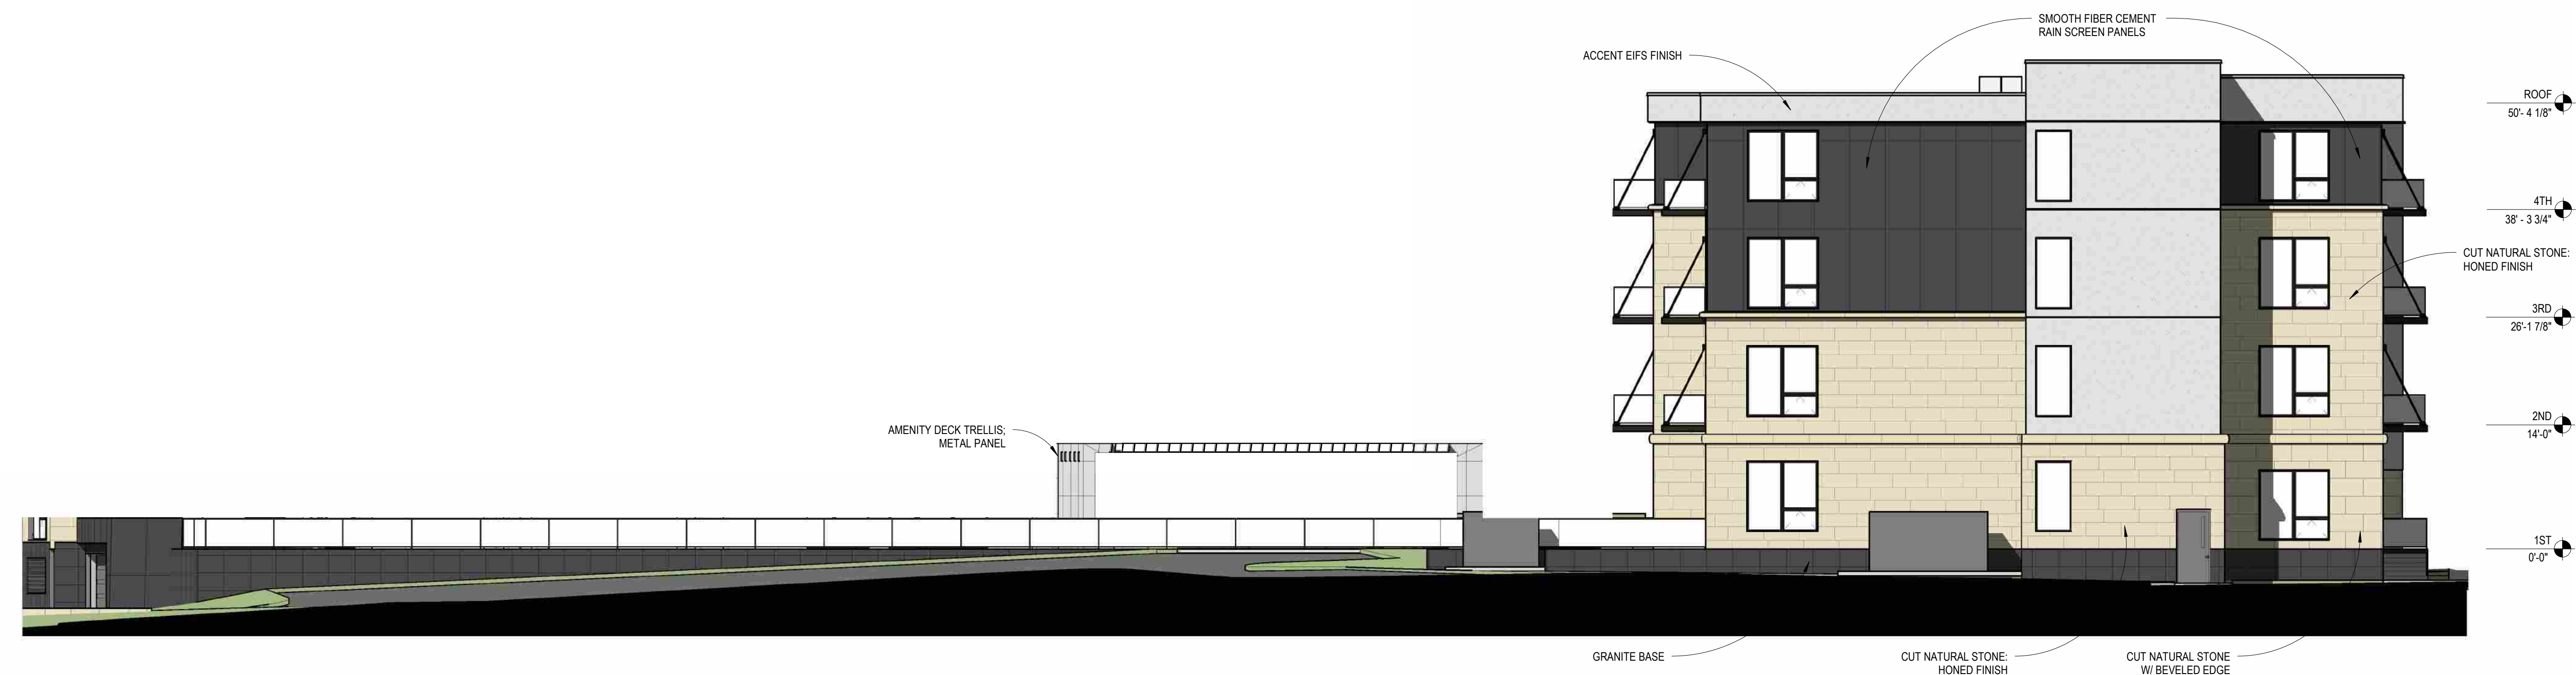 SMOOTH FIBER CEMENT
RAIN SCREEN PANELS
ACCENT EIFS FINISH
ROOF
50'- 4 1/8"
4TH
38' - 3 3/4"
CUT NATURAL STONE:
HONED FINISH
3RD
26'-1 7/8"
2ND
14'-0"
AMENITY DECK TRELLIS;
METAL PANEL
1ST
0'-0"
GRANITE BASE
CUT NATURAL STONE:
HONED FINISH
CUT NATURAL STONE
W/ BEVELED EDGE